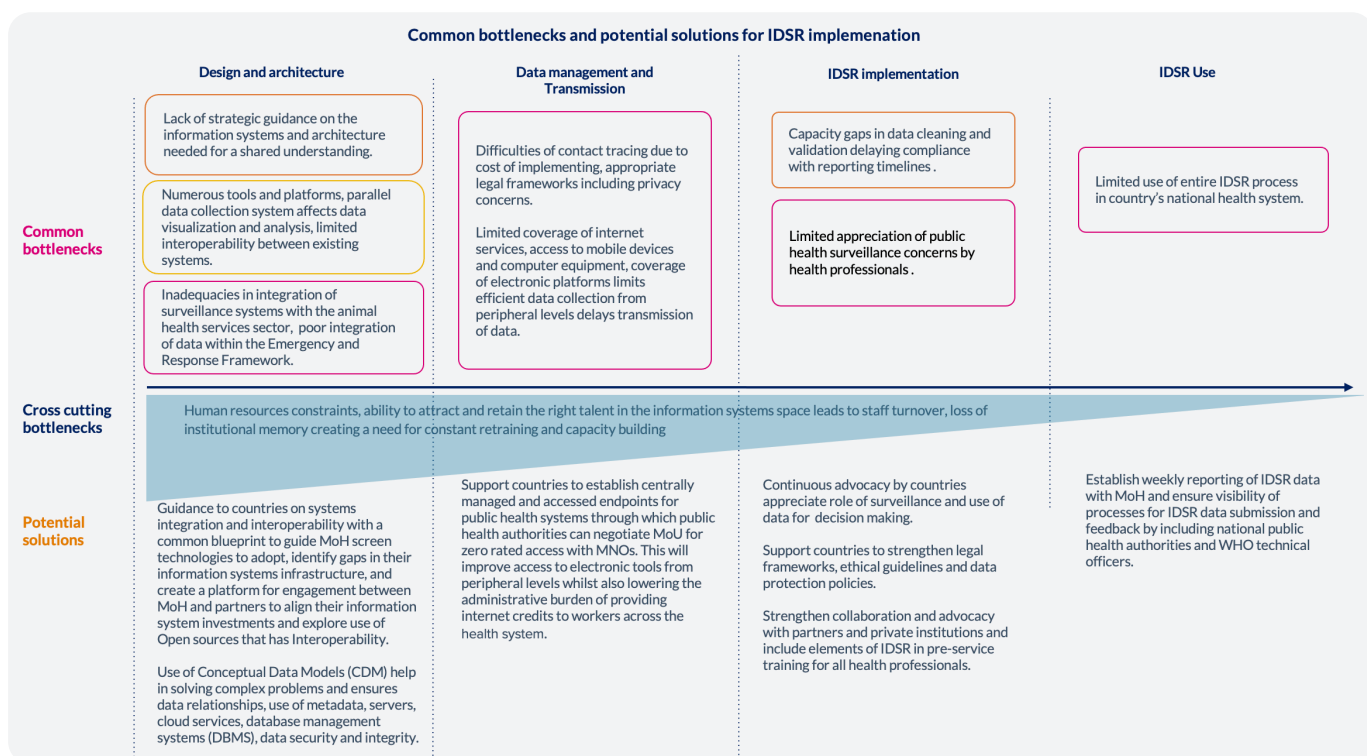 Common bottlenecks and potential solutions for IDSR implemenation
Design and architecture
Data management and
Transmission
IDSR implementation
IDSR Use
Common
bottlenecks
Lack of strategic guidance on the
information systems and architecture
needed for a shared understanding.
Numerous tools and platforms, parallel
data collection system affects data
visualization and analysis, limited
interoperability between existing
systems.
Inadequacies in integration of
surveillance systems with the animal
health services sector, poor integration
of data within the Emergency and
Response Framework.
Difficulties of contact tracing due to
cost of implementing, appropriate
legal frameworks including privacy
concerns.
Limited coverage of internet
services, access to mobile devices
and computer equipment, coverage
of electronic platforms limits
efficient data collection from
peripheral levels delays transmission
of data.
Capacity gaps in data cleaning and
validation delaying compliance
with reporting timelines .
Limited appreciation of public
health surveillance concerns by
health professionals .
Limited use of entire IDSR process
in country's national health system.
Cross cutting
bottlenecks
Human resources constraints, ability to attract and retain the right talent in the information systems space leads to staff turnover, loss of
institutional memory creating a need for constant retraining and capacity building
Potential
solutions
Guidance to countries on systems
integration and interoperability with a
common blueprint to guide MoH screen
technologies to adopt, identify gaps in their
information systems infrastructure, and
create a platform for engagement between
MoH and partners to align their information
system investments and explore use of
Open sources that has Interoperability.
Use of Conceptual Data Models (CDM) help
in solving complex problems and ensures
data relationships, use of metadata, servers,
cloud services, database management
systems (DBMS), data security and integrity.
Support countries to establish centrally
managed and accessed endpoints for
public health systems through which public
health authorities can negotiate MoU for
zero rated access with MNOs. This will
improve access to electronic tools from
peripheral levels whilst also lowering the
administrative burden of providing
internet credits to workers across the
health system.
Continuous advocacy by countries
appreciate role of surveillance and use of
data for decision making.
Support countries to strengthen legal
frameworks, ethical guidelines and data
protection policies.
Strengthen collaboration and advocacy
with partners and private institutions and
include elements of IDSR in pre-service
training for all health professionals.
Establish weekly reporting of IDSR data
with MoH and ensure visibility of
processes for IDSR data submission and
feedback by including national public
health authorities and WHO technical
officers.